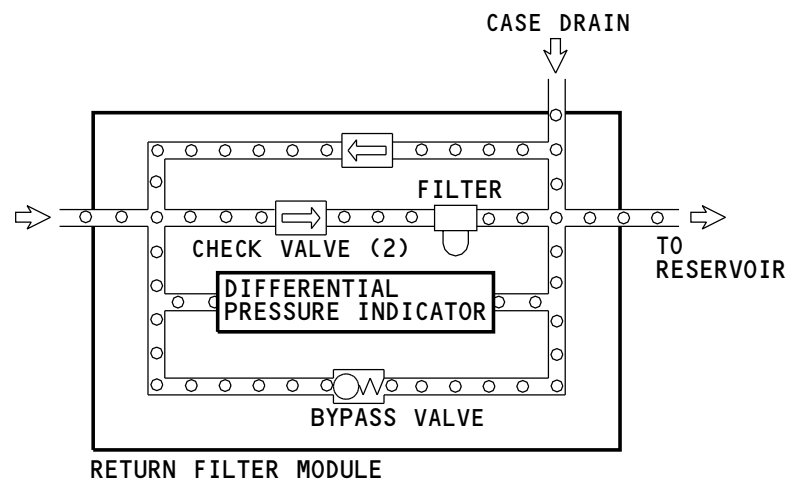 CASE DRAIN
FILTER
CHECK VALVE (2)
TO
RESERVOIR
DIFFERENTIAL
PRESSURE INDICATOR
BYPASS VALVE
RETURN FILTER MODULE